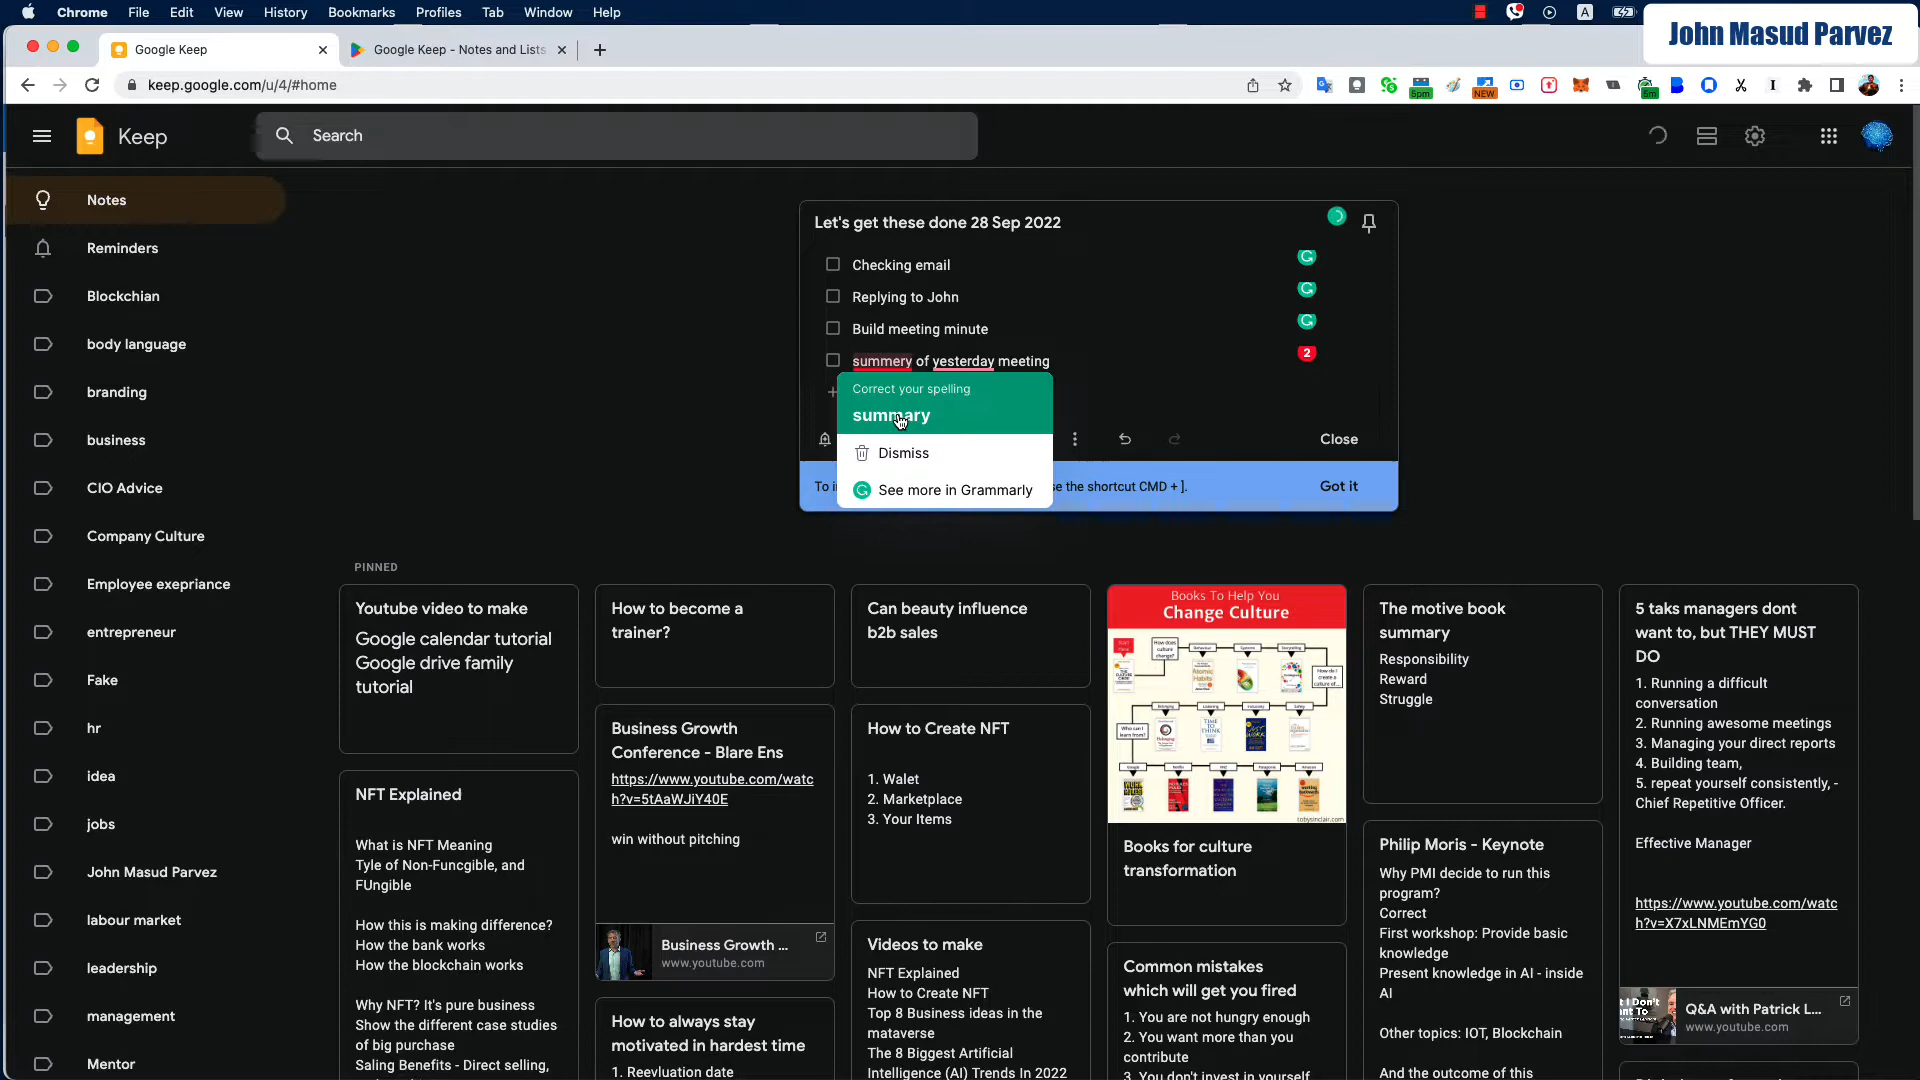 Chrome File Edit View History Bookmarks Profiles Tab Window Help
A
John Masud Parvez
Google Keep
Google Keep - Notes and Lists
keep.google.com/u/4/#home
5pm
NEW
5m
Keep
Search
Notes
Reminders
Blockchian
body language
branding
business
CIO Advice
Company Culture
Employee exepriance
entrepreneur
Fake
hr
idea
jobs
John Masud Parvez
labour market
leadership
management
Mentor
Let's get these done 28 Sep 2022
Checking email
Replying to John
Build meeting minute
summery of yesterday meeting
2
Correct your spelling
summary
Dismiss
See more in Grammarly
Close
To i
se the shortcut CMD + ].
Got it
PINNED
Youtube video to make
Google calendar tutorial
Google drive family
tutorial
NFT Explained
What is NFT Meaning
Tyle of Non-Funcgible, and
FUngible
How this is making difference?
How the bank works
How the blockchain works
Why NFT? It's pure business
Show the different case studies
of big purchase
Saling Benefits - Direct selling,
How to become a
trainer?
Business Growth
Conference - Blare Ens
https://www.youtube.com/watc
h?v=5tAaWJiY40E
win without pitching
Business Growth ...
www.youtube.com
How to always stay
motivated in hardest time
1. Reevluation date
Can beauty influence
b2b sales
How to Create NFT
1. Walet
2. Marketplace
3. Your Items
Videos to make
NFT Explained
How to Create NFT
Top 8 Business ideas in the
mataverse
The 8 Biggest Artificial
Intelligence (AI) Trends In 2022
Books To Help You
Change Culture
tobysinclair.com
Books for culture
transformation
Common mistakes
which will get you fired
1. You are not hungry enough
2. You want more than you
contribute
3. You don't invest in yourself
The motive book
summary
Responsibility
Reward
Struggle
Philip Moris - Keynote
Why PMI decide to run this
program?
Correct
First workshop: Provide basic
knowledge
Present knowledge in AI - inside
AI
Other topics: IOT, Blockchain
And the outcome of this
5 taks managers dont
want to, but THEY MUST
DO
1. Running a difficult
conversation
2. Running awesome meetings
3. Managing your direct reports
4. Building team,
5. repeat yourself consistently, -
Chief Repetitive Officer.
Effective Manager
https://www.youtube.com/watc
h?v=X7xLNMEmYG0
Q&A with Patrick L...
www.youtube.com